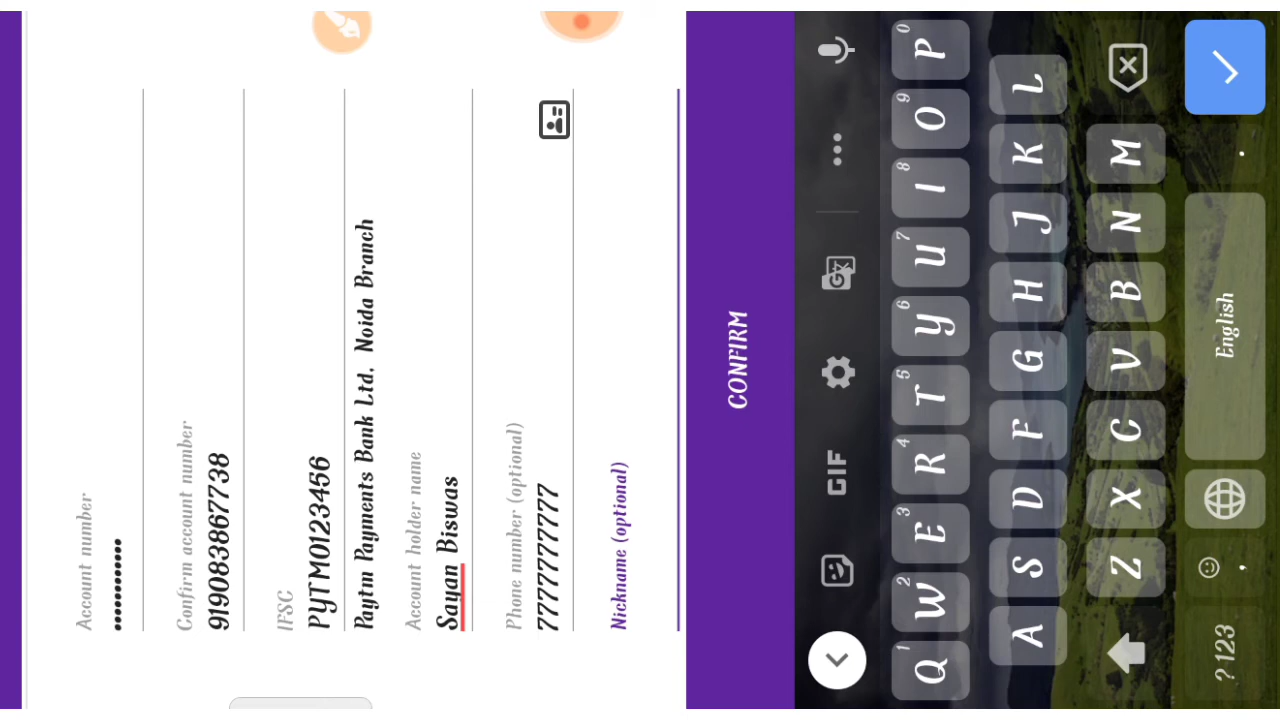 Account number
••••••••••••
Confirm account number
919083867738
IFSC
PYTM0123456
Paytm Payments Bank Ltd. Noida Branch
Account holder name
Sayan Biswas
Phone number (optional)
777777777777
Nickname (optional)
CONFIRM
GIF
Q 1 W 2 E 3 R 4 T 5 Y 6 U 7 I 8 O 9 P 0
A S D F G H J K L
Z X C V B N M
?123 , English .